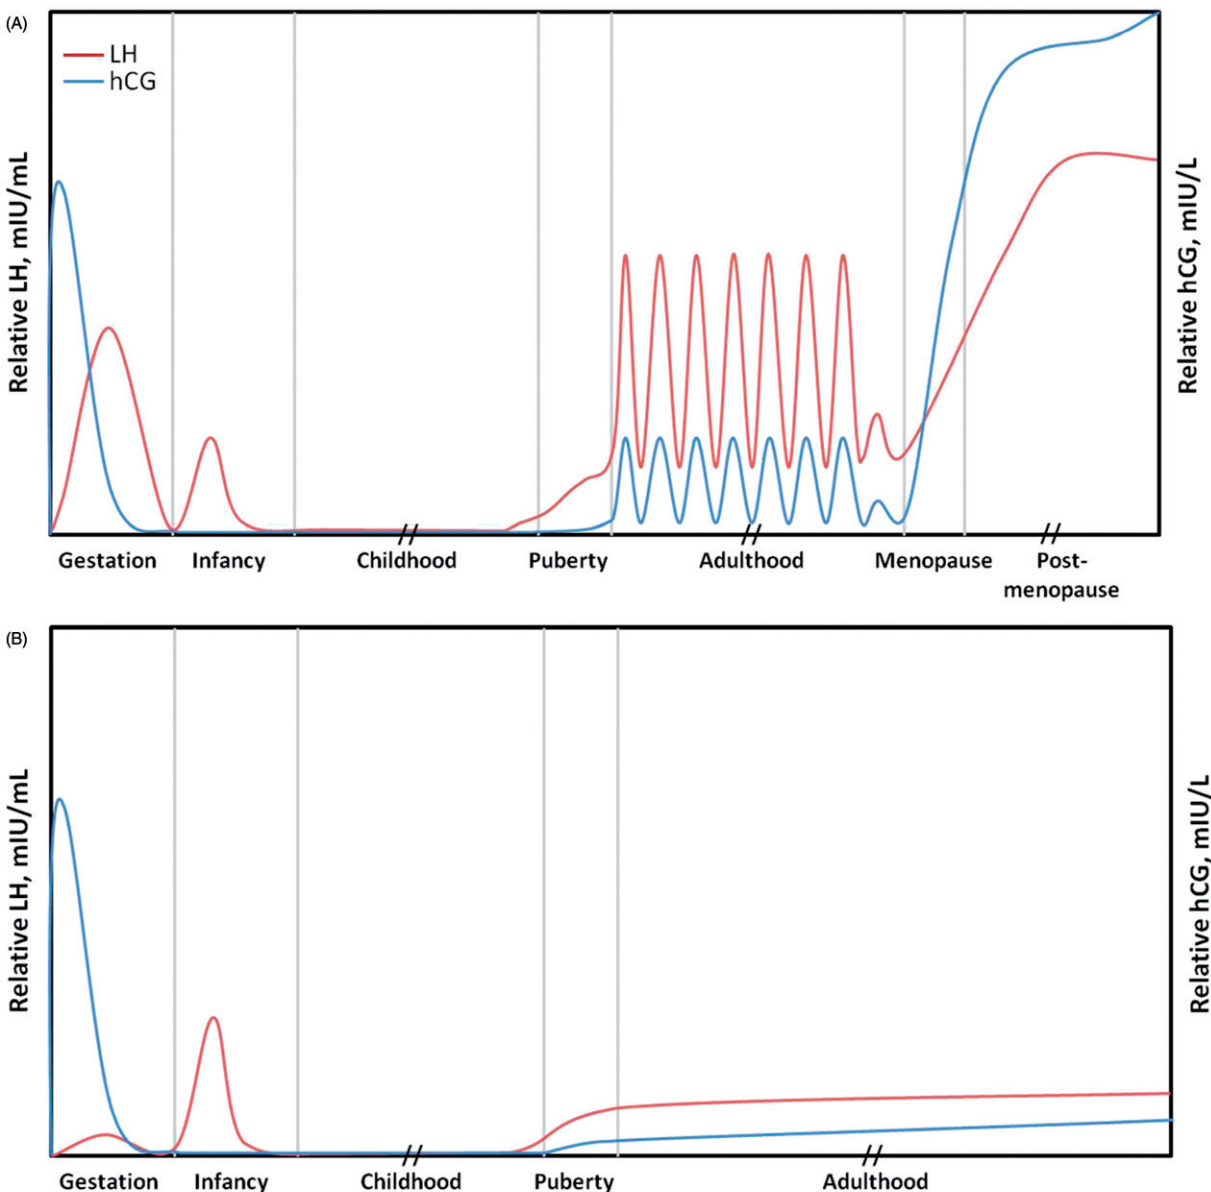 (A)
LH
hCG
Relative LH, mIU/mL
Relative hCG, mIU/L
Gestation Infancy Childhood Puberty Adulthood Menopause Post-
menopause
(B)
Relative LH, mIU/mL
Relative hCG, mIU/L
Gestation Infancy Childhood Puberty Adulthood